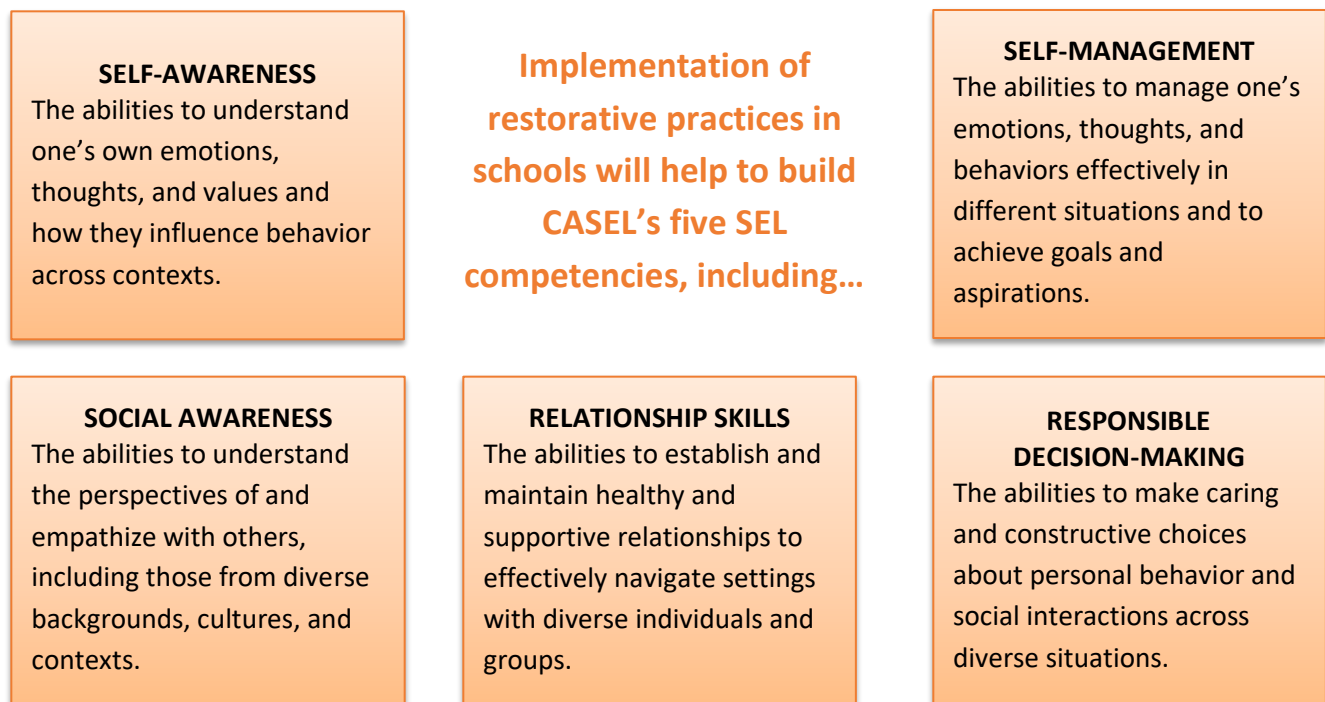 SELF-AWARENESS
The abilities to understand
one’s own emotions,
thoughts, and values and
how they influence behavior
across contexts.
Implementation of
restorative practices in
schools will help to build
CASEL’s five SEL
competencies, including…
SELF-MANAGEMENT
The abilities to manage one’s
emotions, thoughts, and
behaviors effectively in
different situations and to
achieve goals and
aspirations.
SOCIAL AWARENESS
The abilities to understand
the perspectives of and
empathize with others,
including those from diverse
backgrounds, cultures, and
contexts.
RELATIONSHIP SKILLS
The abilities to establish and
maintain healthy and
supportive relationships to
effectively navigate settings
with diverse individuals and
groups.
RESPONSIBLE
DECISION-MAKING
The abilities to make caring
and constructive choices
about personal behavior and
social interactions across
diverse situations.